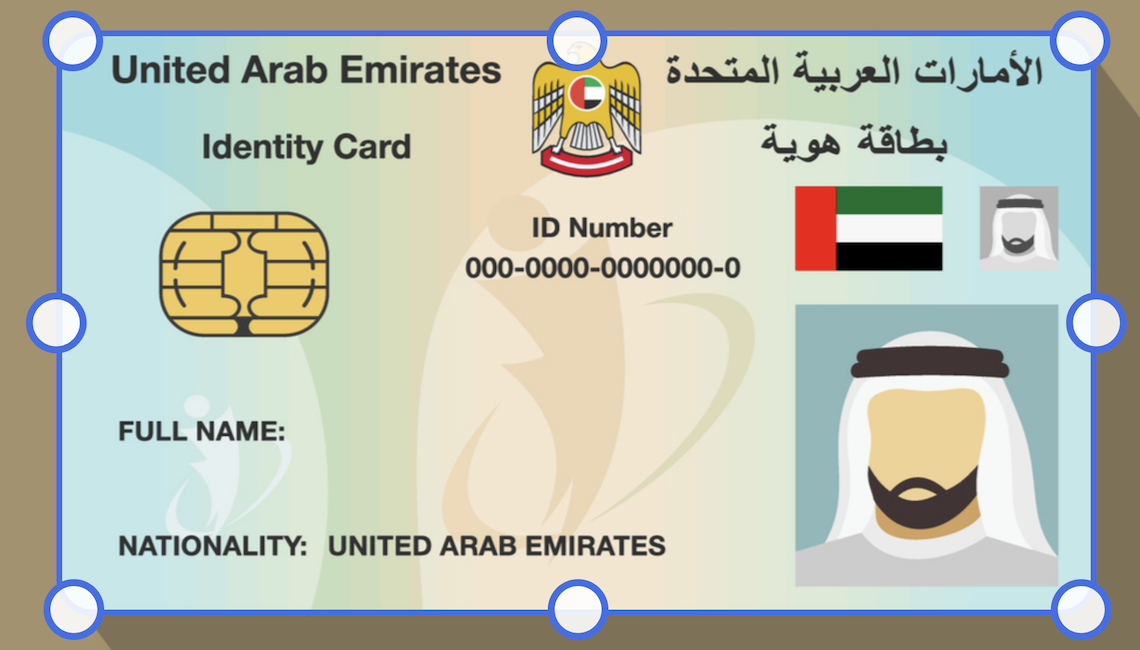 United Arab Emirates
الأمارات العربية المتحدة
Identity Card
بطاقة هوية
ID Number
000-0000-0000000-0
FULL NAME:
NATIONALITY: UNITED ARAB EMIRATES